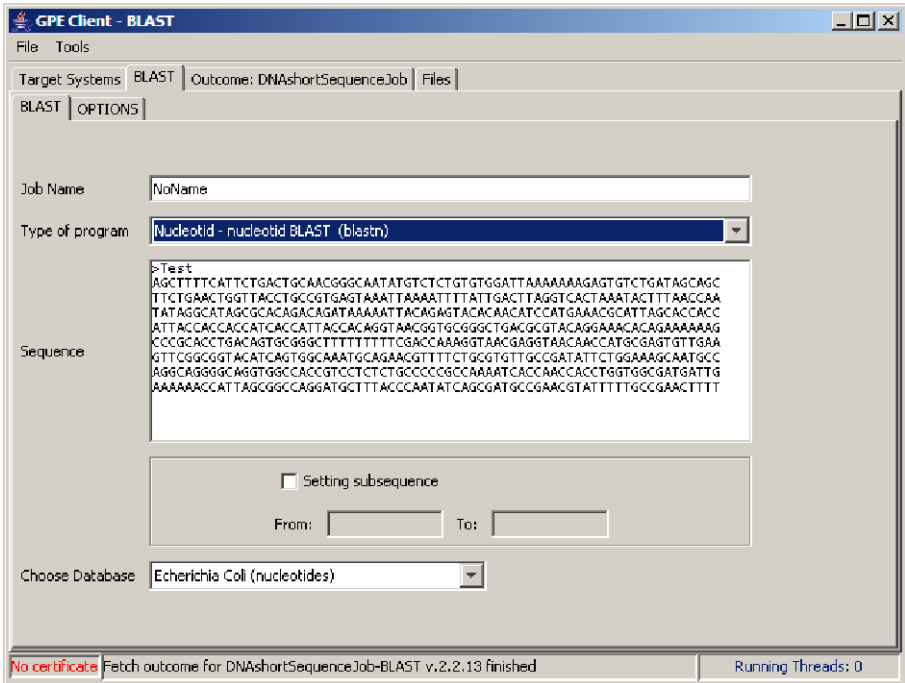 GPE Client - BLAST
File Tools
Target Systems BLAST Outcome: DNAshortSequenceJob Files
BLAST OPTIONS
Job Name NoName
Type of program Nucleotid - nucleotid BLAST (blastn)
Sequence
>Test
AGCTTTTCATTCTGACTGCAACGGGCAATATGTCTCTGTGTGGATTAAAAAAAGAGTGTCTGATAGCAGC
TTCTGAACTGGTTACCTGCCGTGAGTAAATTAAAATTTTATTGACTTAGGTCACTAAATACTTTAACCAA
TATAGGCATAGCGCACAGACAGATAAAAATTACAGAGTACACAACATCCATGAAACGCATTAGCACCACC
ATTACCACCACCATCACCATTACCACAGGTAACGGTGCGGGCTGACGCGTACAGGAAACACAGAAAAAAG
CCCGCACCTGACAGTGCGGGCTTTTTTTTTCGACCAAAGGTAACGAGGTAACAACCATGCGAGTGTTGAA
GTTCGGCGGTACATCAGTGGCAAATGCAGAACGTTTTCTGCGTGTTGCCGATATTCTGGAAAGCAATGCC
AGGCAGGGGCAGGTGGCCACCGTCCTCTCTGCCCCCGCCAAAATCACCAACCACCTGGTGGCGATGATTG
AAAAAACCATTAGCGGCCAGGATGCTTTACCCAATATCAGCGATGCCGAACGTATTTTTGCCGAACTTTT
Setting subsequence
From: To:
Choose Database Echerichia Coli (nucleotides)
No certificate Fetch outcome for DNAshortSequenceJob-BLAST v.2.2.13 finished Running Threads: 0